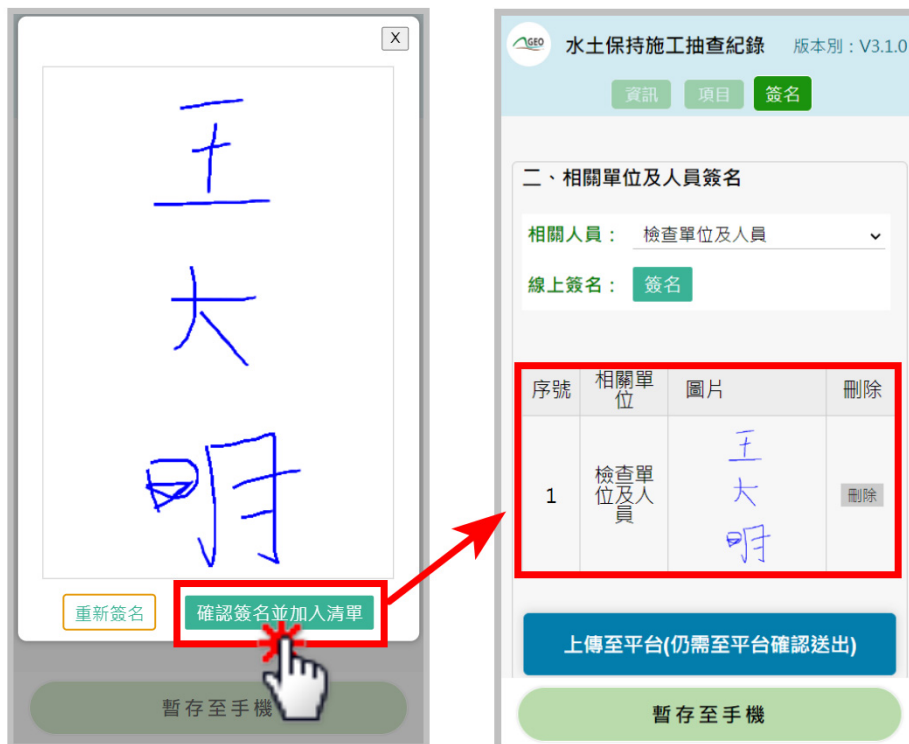 X
王
大
明
重新簽名
確認簽名並加入清單
暫存至手機
GEO
水土保持施工抽查紀錄 版本別：V3.1.0
資訊 項目 簽名
二、相關單位及人員簽名
相關人員： 檢查單位及人員
線上簽名： 簽名
序號 相關單位 圖片 刪除
1 檢查單位及人員 王大明 刪除
上傳至平台(仍需至平台確認送出)
暫存至手機